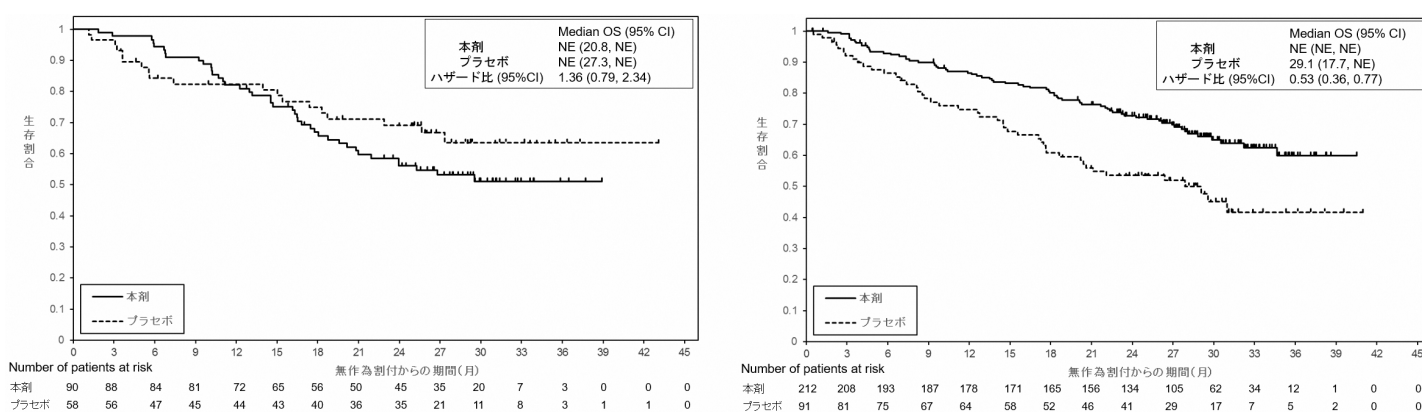 Median OS (95% CI)
本剤 NE (20.8, NE)
プラセボ NE (27.3, NE)
ハザード比 (95%CI) 1.36 (0.79, 2.34)
1
0.9
0.8
0.7
0.6
0.5
0.4
0.3
0.2
0.1
0
生存割合
本剤
プラセボ
0 3 6 9 12 15 18 21 24 27 30 33 36 39 42 45
無作為割付からの期間(月)
Number of patients at risk
本剤 90 88 84 81 72 65 56 50 45 35 20 7 3 0 0 0
プラセボ 58 56 47 45 44 43 40 36 35 21 11 8 3 1 1 0
Median OS (95% CI)
本剤 NE (NE, NE)
プラセボ 29.1 (17.7, NE)
ハザード比 (95%CI) 0.53 (0.36, 0.77)
1
0.9
0.8
0.7
0.6
0.5
0.4
0.3
0.2
0.1
0
生存割合
本剤
プラセボ
0 3 6 9 12 15 18 21 24 27 30 33 36 39 42 45
無作為割付からの期間(月)
Number of patients at risk
本剤 212 208 193 187 178 171 165 156 134 105 62 34 12 1 0 0
プラセボ 91 81 75 67 64 58 52 46 41 29 17 7 5 2 0 0